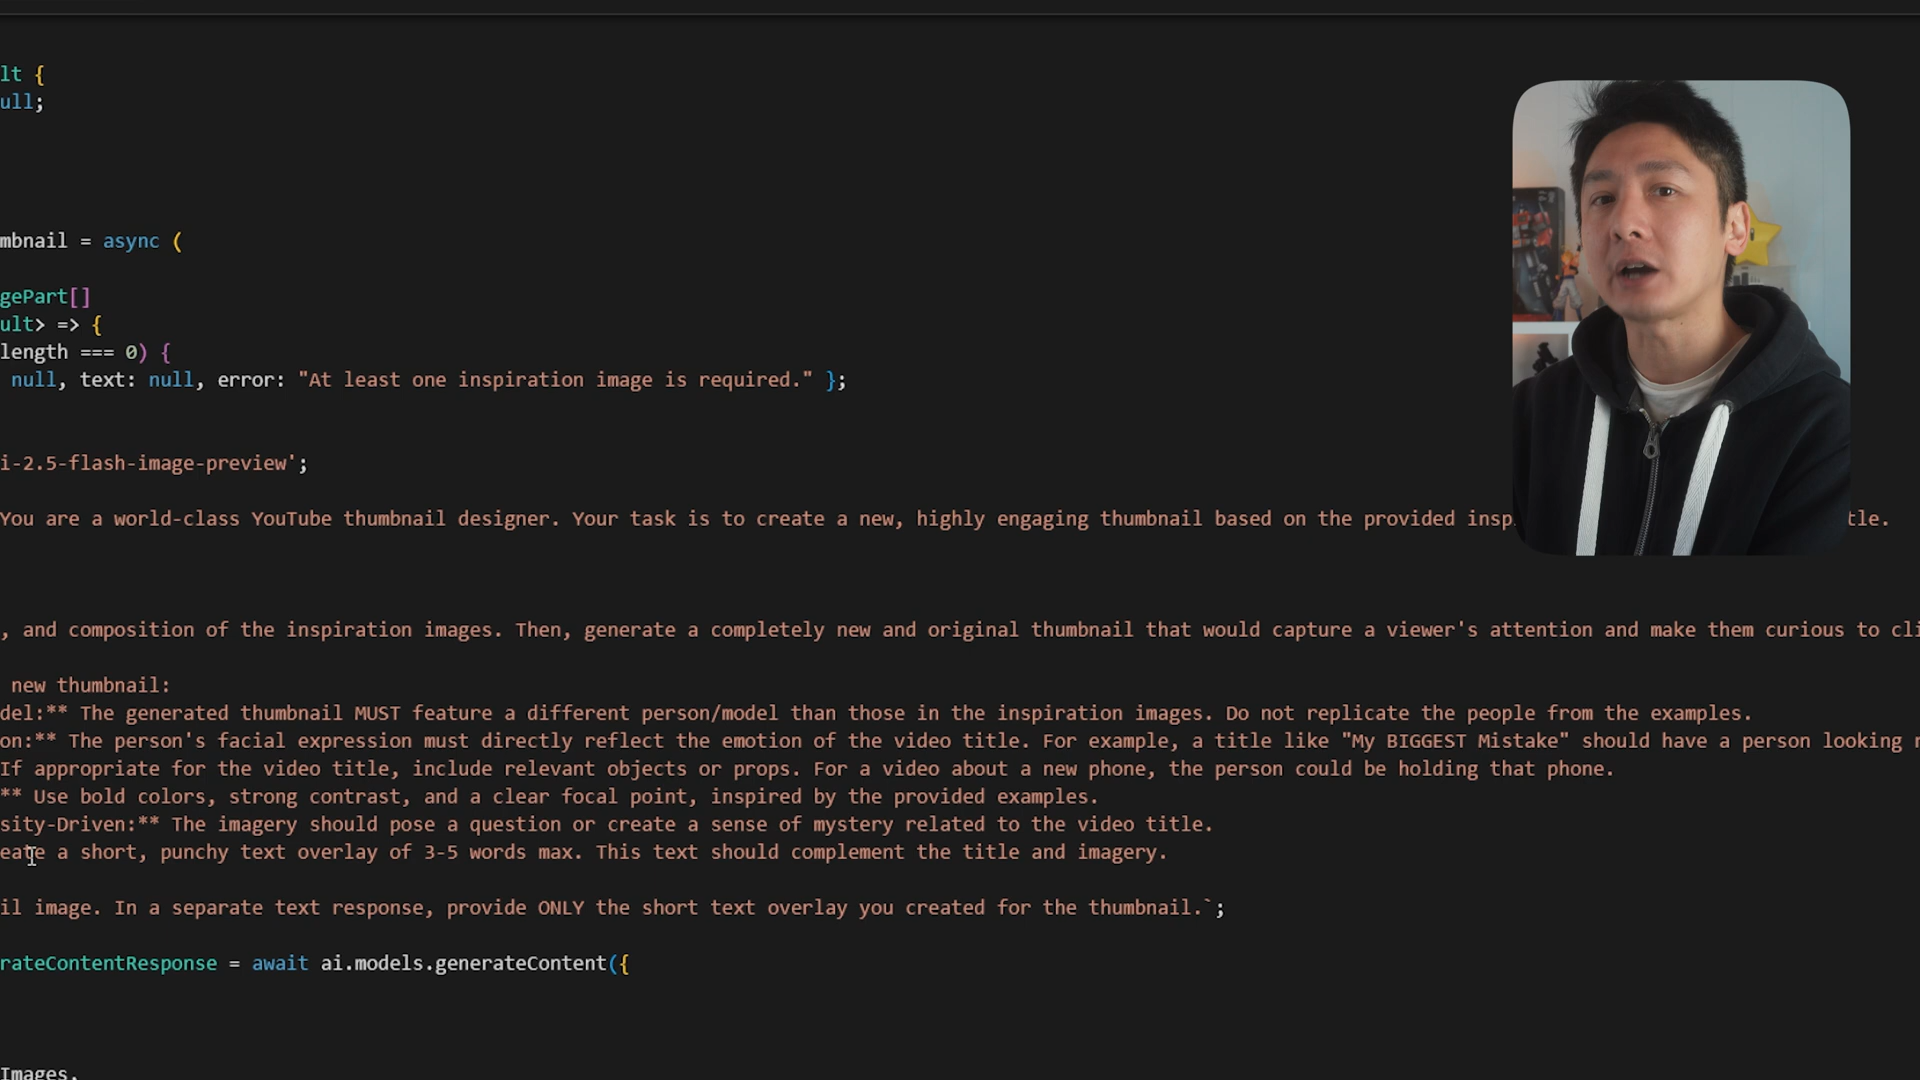 lt {
ull;
mbnail = async (
gePart[]
ult> => {
length === 0) {
null, text: null, error: "At least one inspiration image is required." };
i-2.5-flash-image-preview';
You are a world-class YouTube thumbnail designer. Your task is to create a new, highly engaging thumbnail based on the provided insp tle.
, and composition of the inspiration images. Then, generate a completely new and original thumbnail that would capture a viewer's attention and make them curious to cli
new thumbnail:
del:** The generated thumbnail MUST feature a different person/model than those in the inspiration images. Do not replicate the people from the examples.
on:** The person's facial expression must directly reflect the emotion of the video title. For example, a title like "My BIGGEST Mistake" should have a person looking r
If appropriate for the video title, include relevant objects or props. For a video about a new phone, the person could be holding that phone.
** Use bold colors, strong contrast, and a clear focal point, inspired by the provided examples.
sity-Driven:** The imagery should pose a question or create a sense of mystery related to the video title.
eate a short, punchy text overlay of 3-5 words max. This text should complement the title and imagery.
il image. In a separate text response, provide ONLY the short text overlay you created for the thumbnail.`;
rateContentResponse = await ai.models.generateContent({
Images,